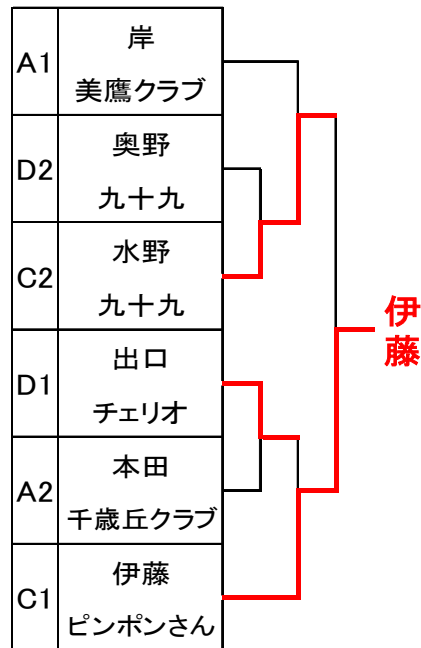 A1
岸
美鷹クラブ
D2
奥野
九十九
C2
水野
九十九
D1
出口
チェリオ
A2
本田
千歳丘クラブ
C1
伊藤
ピンポンさん
伊藤